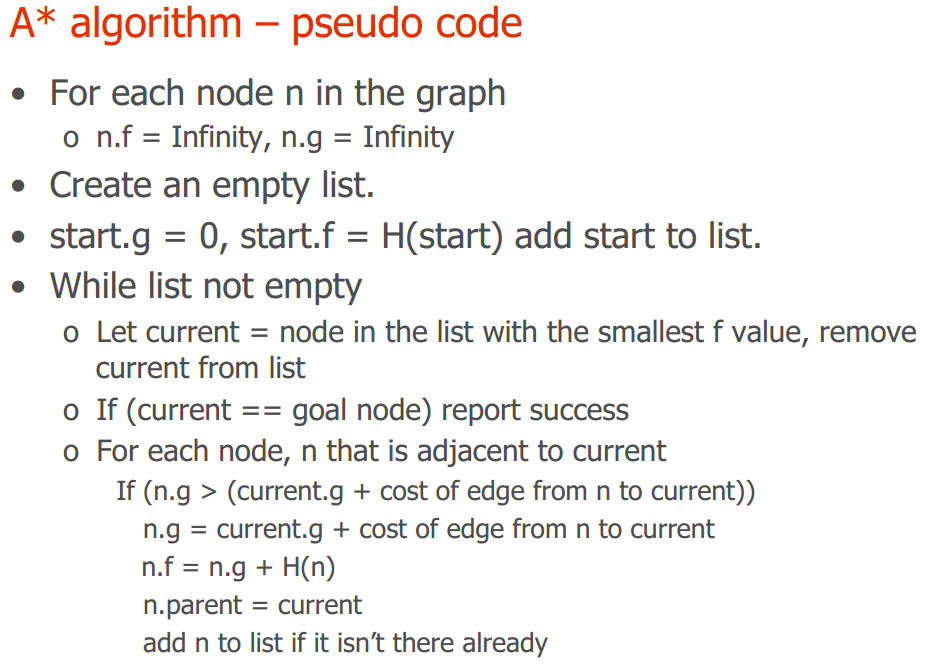 A* algorithm – pseudo code
• For each node n in the graph
o n.f = Infinity, n.g = Infinity
• Create an empty list.
• start.g = 0, start.f = H(start) add start to list.
• While list not empty
o Let current = node in the list with the smallest f value, remove
current from list
o If (current == goal node) report success
o For each node, n that is adjacent to current
If (n.g > (current.g + cost of edge from n to current))
n.g = current.g + cost of edge from n to current
n.f = n.g + H(n)
n.parent = current
add n to list if it isn’t there already